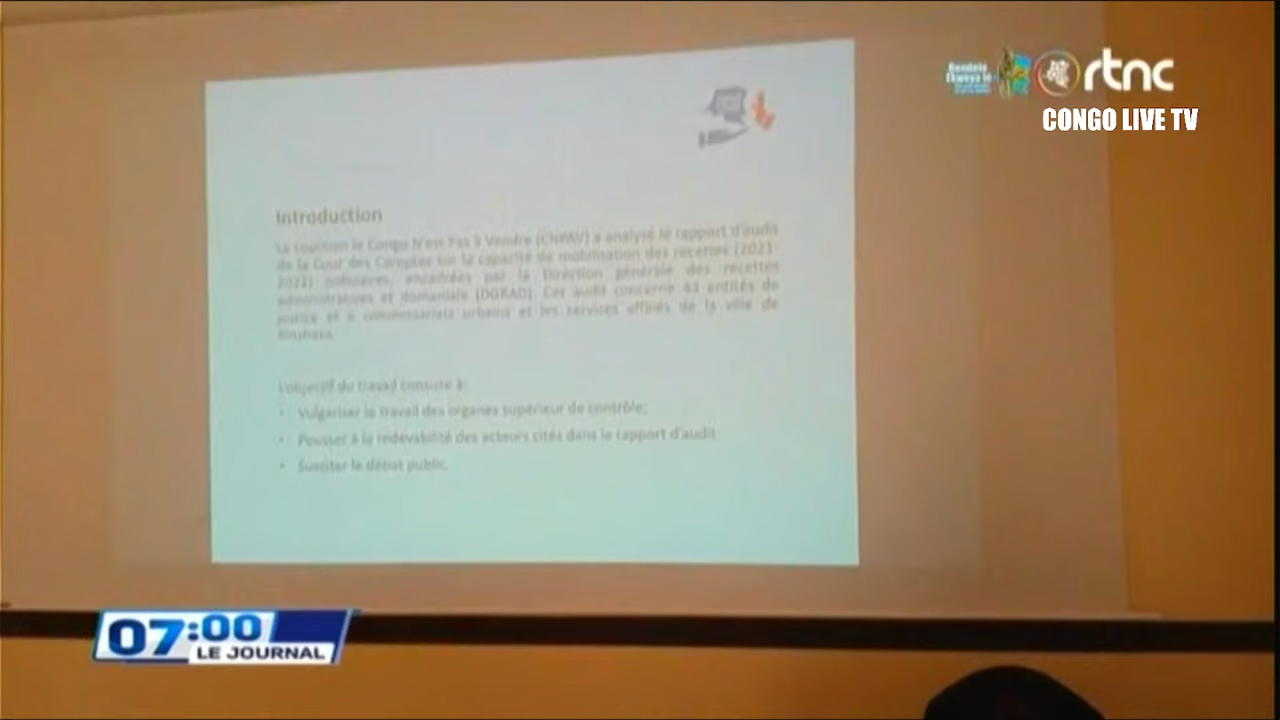 Bendele
Ekweya te
rtnc
CONGO LIVE TV
Introduction
La coalition le Congo N'est Pas à Vendre (CNPAV) a analysé le rapport d'audit
de la Cour des Comptes sur la capacité de mobilisation des recettes (2021-
2022) judiciaires, encadrées par la Direction générale des recettes
administratives et domaniale (DGRAD). Cet audit concerne 43 entités de
justice et 6 commissariats urbains et les services affiliés de la ville de
Kinshasa.
L'objectif du travail consiste à:
• Vulgariser le travail des organes supérieur de contrôle;
• Pousser à la redevabilité des acteurs cités dans le rapport d'audit
• Susciter le débat public.
07:00
LE JOURNAL